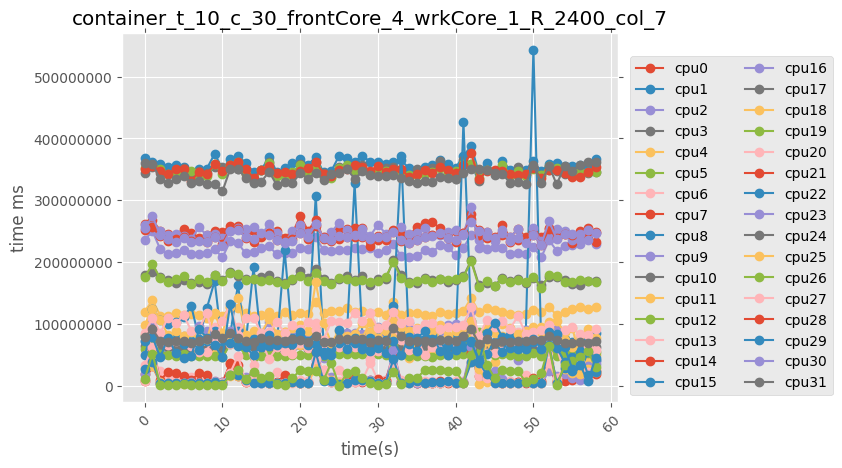 container_t_10_c_30_frontCore_4_wrkCore_1_R_2400_col_7
500000000
400000000
300000000
200000000
100000000
0
time ms
0
10
20
30
40
50
60
time(s)
cpu0
cpu1
cpu2
cpu3
cpu4
cpu5
cpu6
cpu7
cpu8
cpu9
cpu10
cpu11
cpu12
cpu13
cpu14
cpu15
cpu16
cpu17
cpu18
cpu19
cpu20
cpu21
cpu22
cpu23
cpu24
cpu25
cpu26
cpu27
cpu28
cpu29
cpu30
cpu31